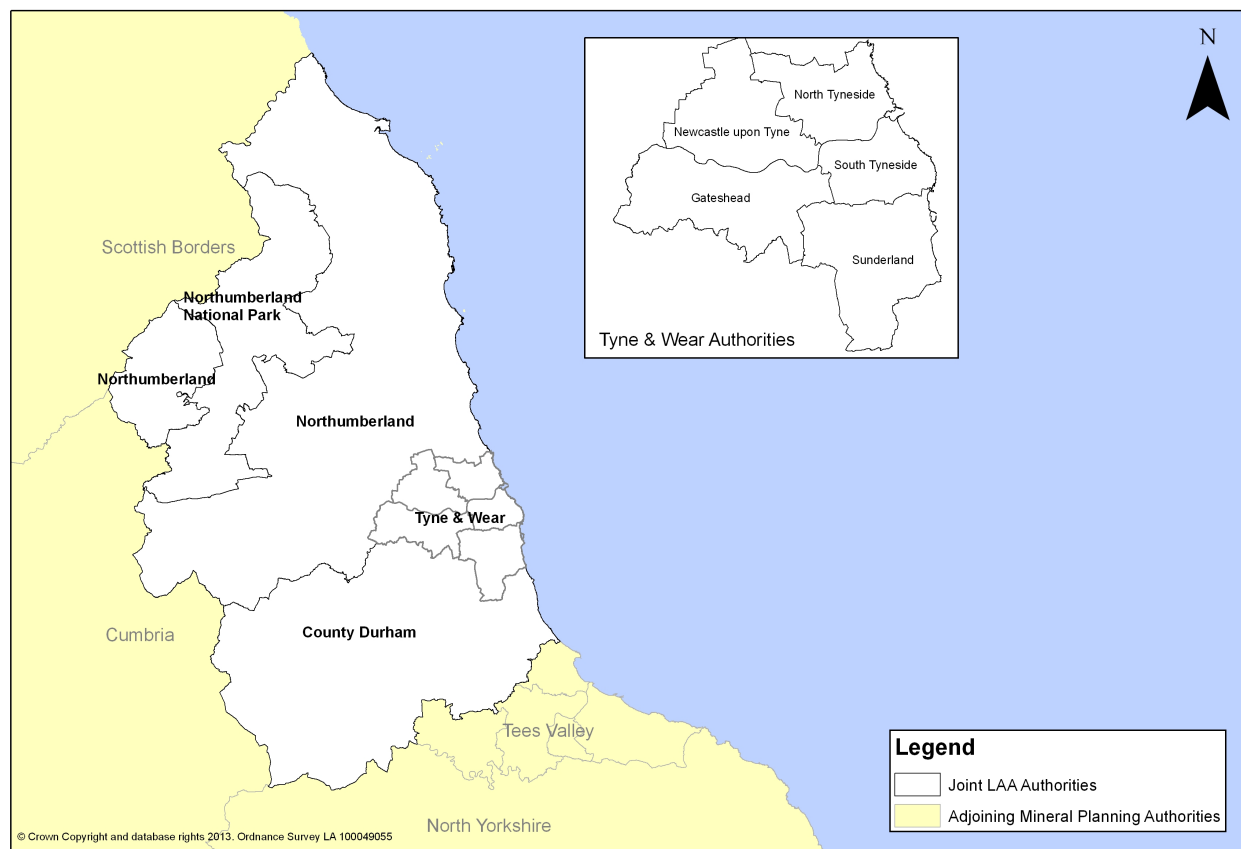 N
North Tyneside
Newcastle upon Tyne
South Tyneside
Gateshead
Sunderland
Tyne & Wear Authorities
Scottish Borders
Northumberland
National Park
Northumberland
Northumberland
Tyne & Wear
County Durham
Cumbria
Tees Valley
North Yorkshire
Legend
Joint LAA Authorities
Adjoining Mineral Planning Authorities
© Crown Copyright and database rights 2013. Ordnance Survey LA 100049055